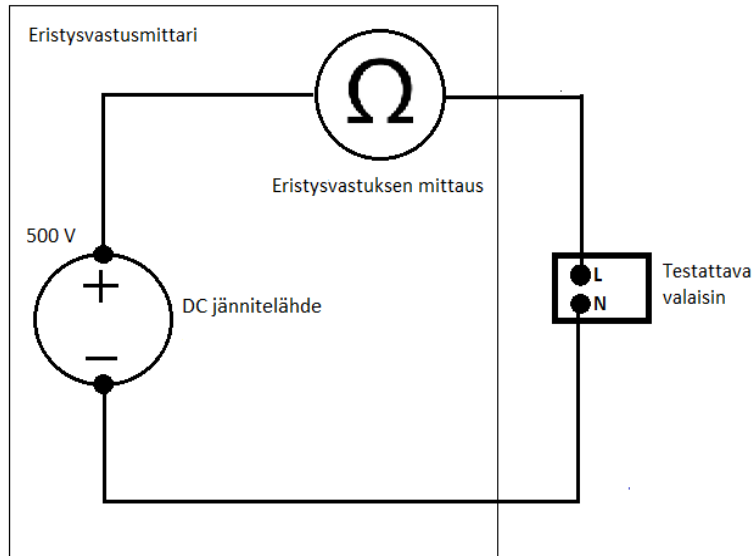 Eristysvastusmittari
Ω
Eristysvastuksen mittaus
500 V
+
DC jännitelähde
−
L
N
Testattava
valaisin